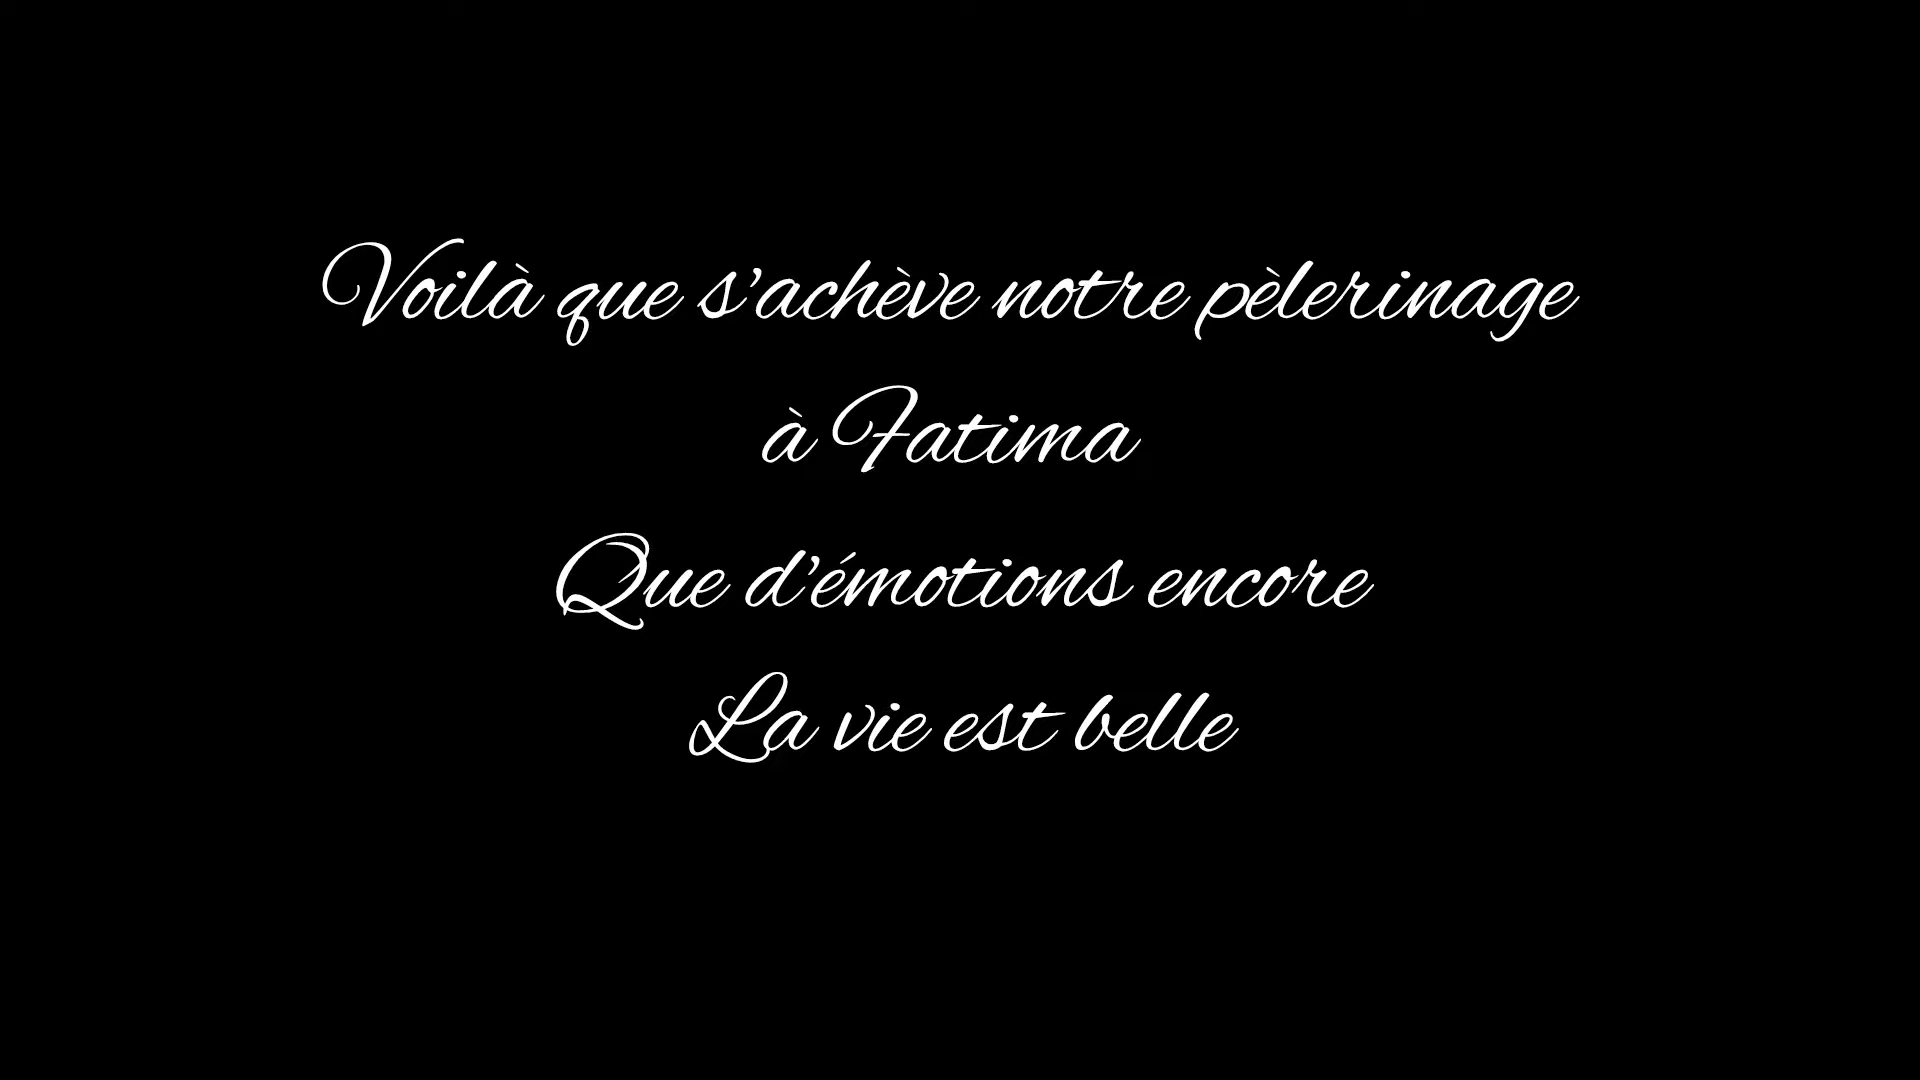 Voilà que s'achève notre pèlerinage
à Fatima
Que d'émotions encore
La vie est belle